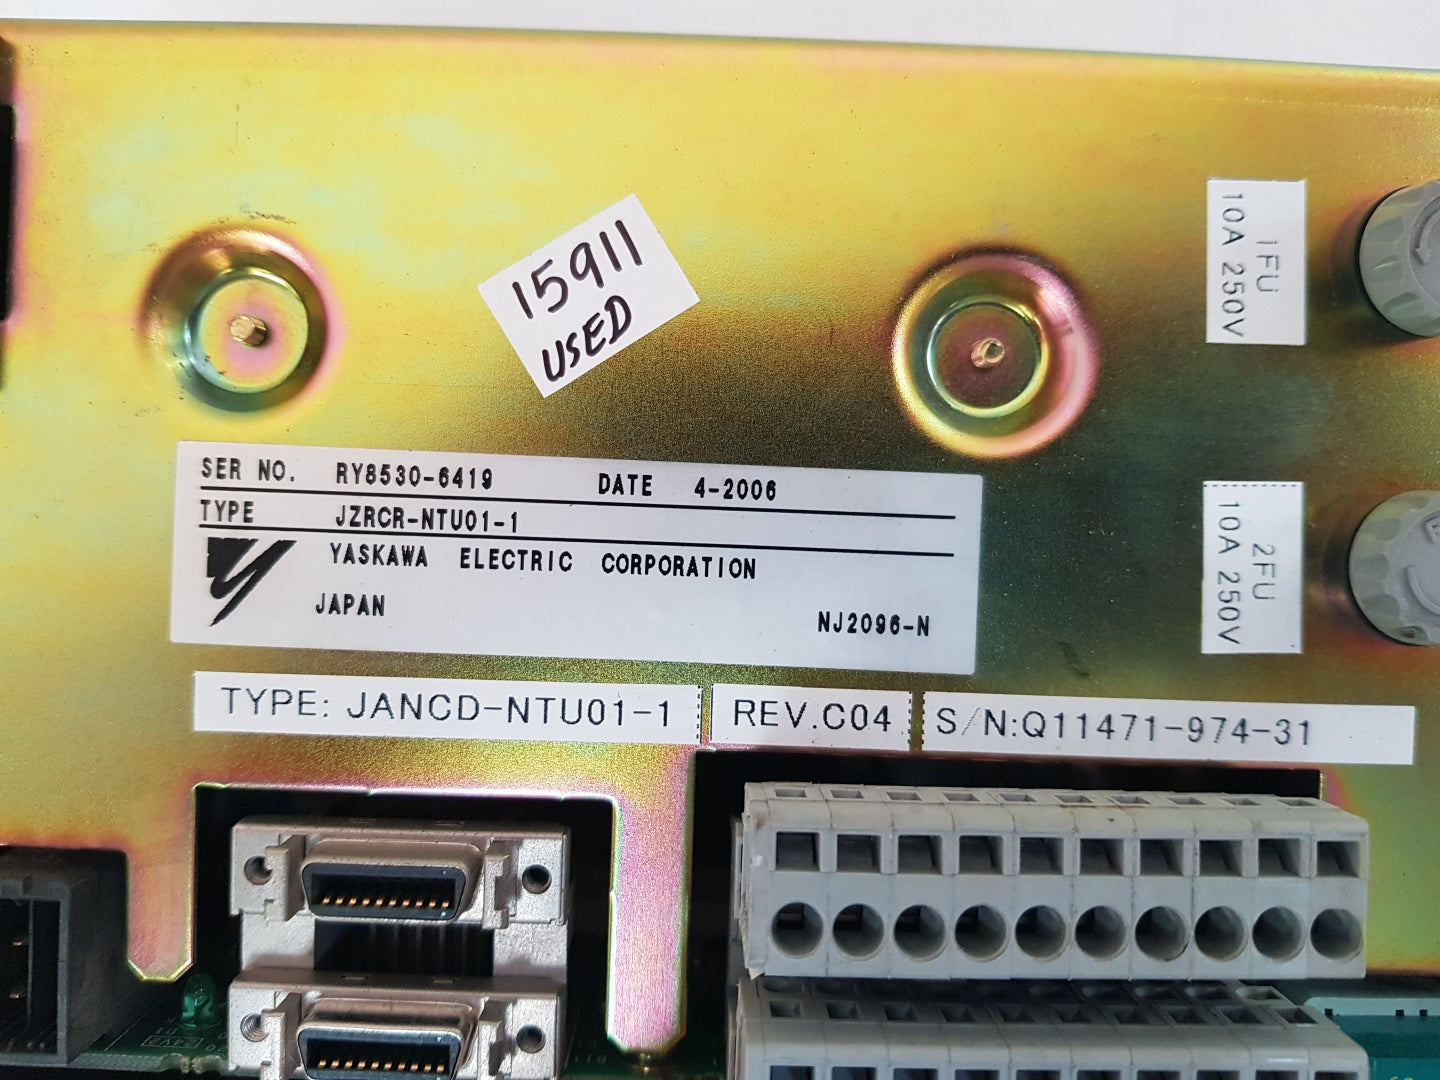 15911
USED
1FU
10A 250V
2FU
10A 250V
SER NO. RY8530-6419 DATE 4-2006
TYPE JZRCR-NTU01-1
YASKAWA ELECTRIC CORPORATION
JAPAN
NJ2096-N
TYPE: JANCD-NTU01-1 REV.C04 S/N:Q11471-974-31